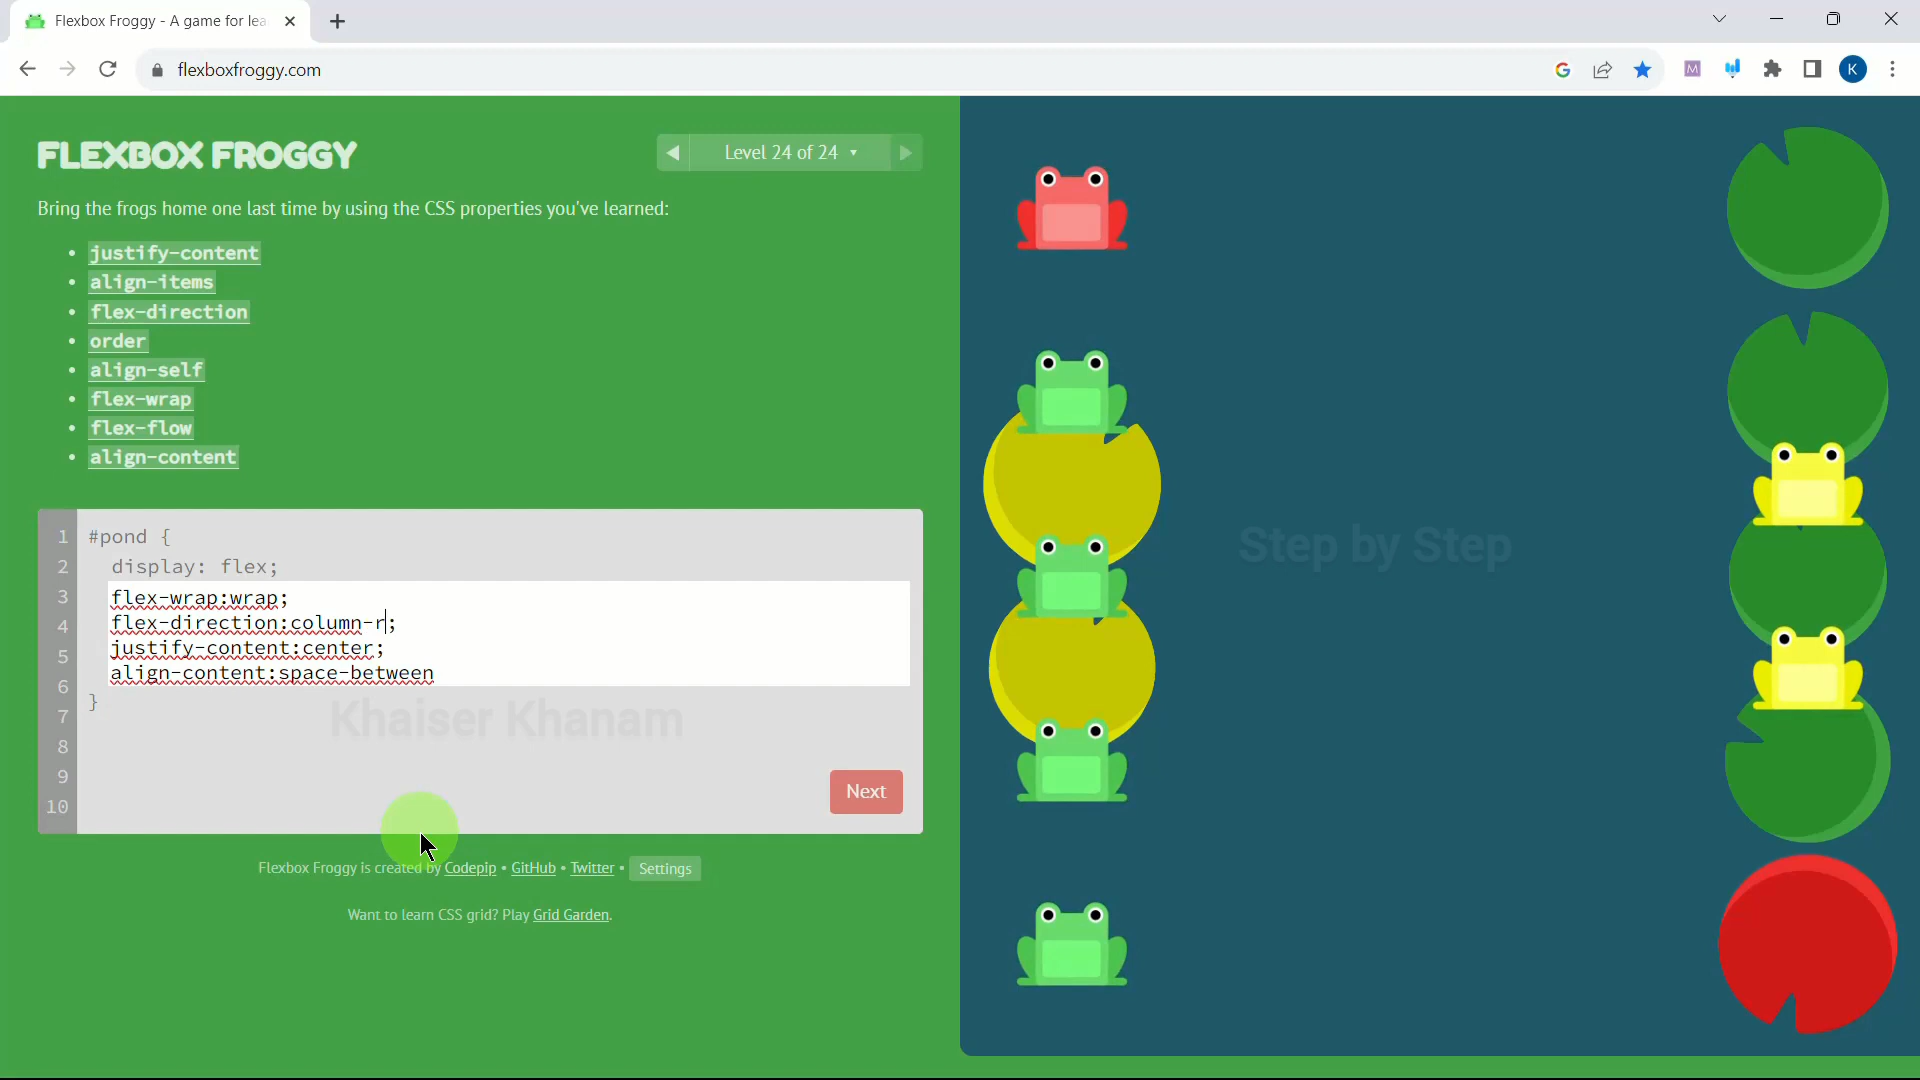 Flexbox Froggy - A game for lea
flexboxfroggy.com
M
K
FLEXBOX FROGGY
Level 24 of 24
Bring the frogs home one last time by using the CSS properties you've learned:
justify-content
align-items
flex-direction
order
align-self
flex-wrap
flex-flow
align-content
1 #pond {
2 display: flex;
3 flex-wrap:wrap;
4 flex-direction:column-r;
5 justify-content:center;
6 align-content:space-between
7 }
8
9
10
Khaiser Khanam
Next
Step by Step
Flexbox Froggy is created by Codepip • GitHub • Twitter • Settings
Want to learn CSS grid? Play Grid Garden.